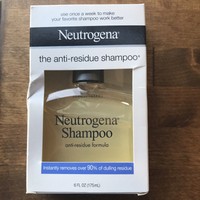 use once a week to make
your favorite shampoo work better
Neutrogena®
the anti-residue shampoo®
Neutrogena®
Shampoo
anti-residue formula
instantly removes over 90% of dulling residue
6 FL OZ (175mL)